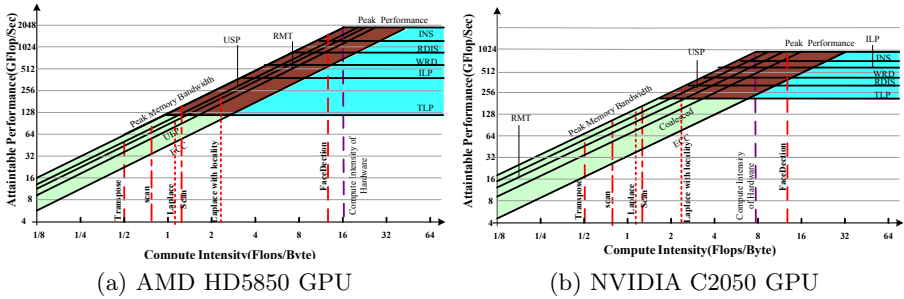 Attaintable Performance(GFlop/Sec)
2048
1024
512
256
128
64
32
16
8
4
Peak Performance
USP
RMT
INS
RDIS
WRD
ILP
TLP
Peak Memory Bandwidth
UEP
ECC
Transpose
scan
Laplace
Scan
Laplace with locality
FaceDection
Compute Intensity of
Hardware
1/8
1/4
1/2
1
2
4
8
16
32
64
Compute Intensity(Flops/Byte)
(a) AMD HD5850 GPU
Attaintable Performance(GFlop/Sec)
1024
512
256
128
64
32
16
8
4
Peak Performance
ILP
USP
INS
WRD
RDIS
TLP
Peak Memory Bandwidth
RMT
Coalesced
ECC
Transpose
scan
Laplace
Scan
Laplace with locality
Compute Intensity
of Hardware
FaceDection
1/8
1/4
1/2
1
2
4
8
16
32
64
Compute Intensity(Flops/Byte)
(b) NVIDIA C2050 GPU